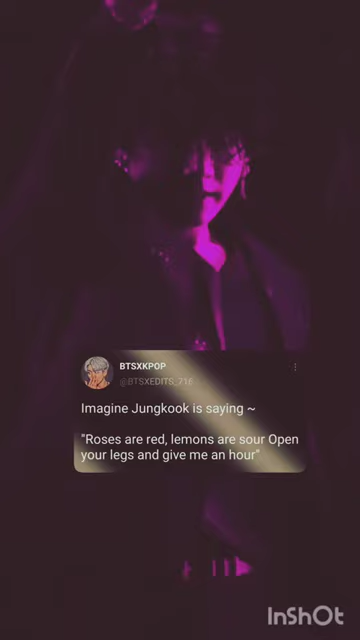 BTSXKPOP
@BTSXEDITS_716
Imagine Jungkook is saying ~
"Roses are red, lemons are sour Open
your legs and give me an hour"
InShOt